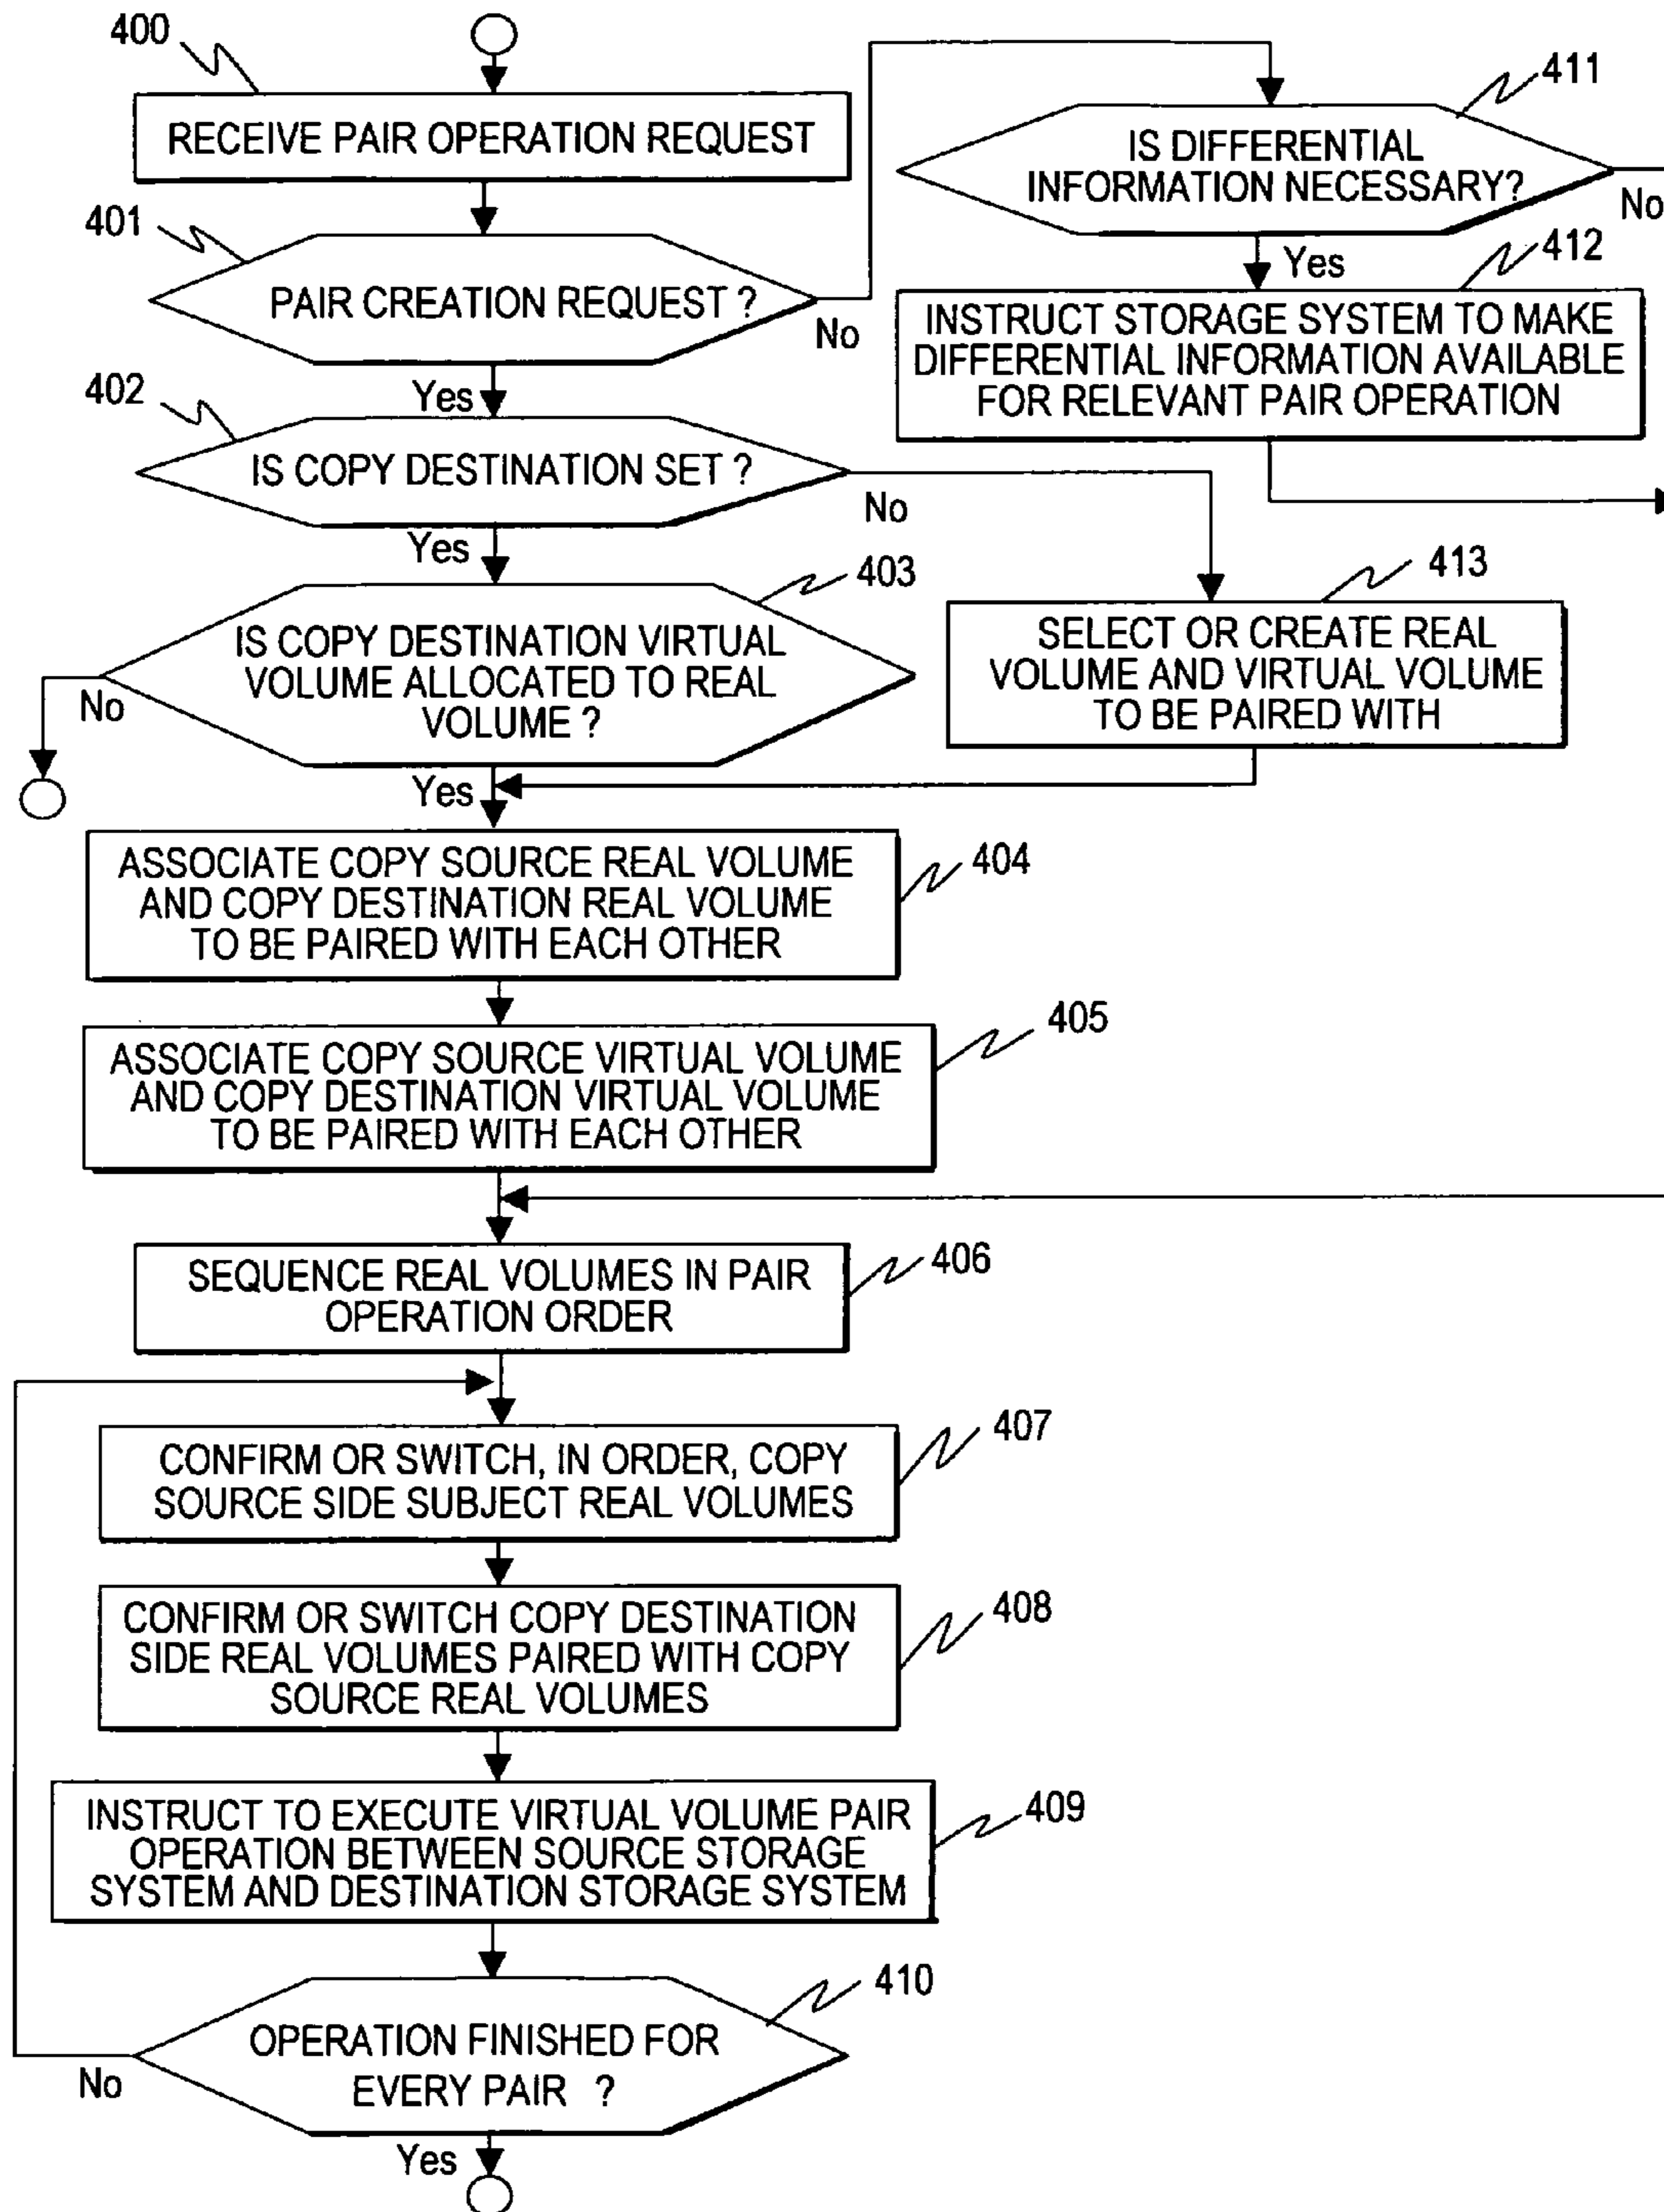 400
RECEIVE PAIR OPERATION REQUEST
401
PAIR CREATION REQUEST ?
No
Yes
402
IS COPY DESTINATION SET ?
No
Yes
403
IS COPY DESTINATION VIRTUAL
VOLUME ALLOCATED TO REAL
VOLUME ?
No
Yes
411
IS DIFFERENTIAL
INFORMATION NECESSARY?
No
Yes
412
INSTRUCT STORAGE SYSTEM TO MAKE
DIFFERENTIAL INFORMATION AVAILABLE
FOR RELEVANT PAIR OPERATION
413
SELECT OR CREATE REAL
VOLUME AND VIRTUAL VOLUME
TO BE PAIRED WITH
ASSOCIATE COPY SOURCE REAL VOLUME
AND COPY DESTINATION REAL VOLUME
TO BE PAIRED WITH EACH OTHER
404
ASSOCIATE COPY SOURCE VIRTUAL VOLUME
AND COPY DESTINATION VIRTUAL VOLUME
TO BE PAIRED WITH EACH OTHER
405
SEQUENCE REAL VOLUMES IN PAIR
OPERATION ORDER
406
CONFIRM OR SWITCH, IN ORDER, COPY
SOURCE SIDE SUBJECT REAL VOLUMES
407
CONFIRM OR SWITCH COPY DESTINATION
SIDE REAL VOLUMES PAIRED WITH COPY
SOURCE REAL VOLUMES
408
INSTRUCT TO EXECUTE VIRTUAL VOLUME PAIR
OPERATION BETWEEN SOURCE STORAGE
SYSTEM AND DESTINATION STORAGE SYSTEM
409
410
OPERATION FINISHED FOR
EVERY PAIR ?
No
Yes